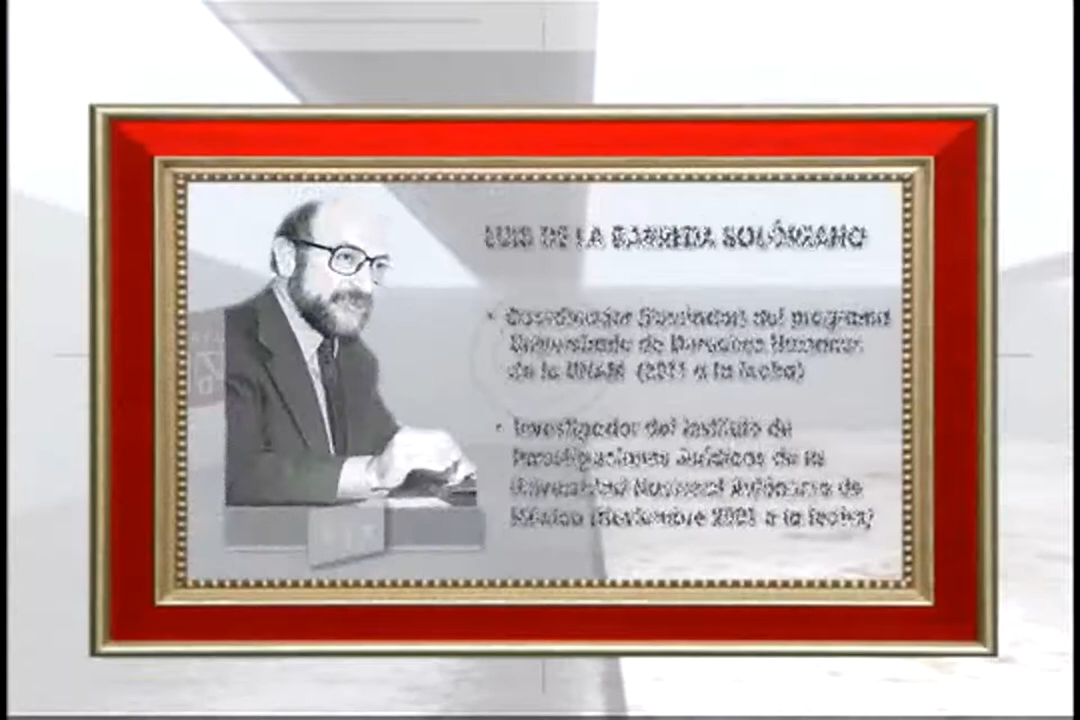 LUIS DE LA BARREDA SOLÓRZANO
• Coordinador del programa
Universitario de Derechos Humanos
de la UNAM (2011 a la fecha)
• Investigador del Instituto de
Investigaciones Jurídicas de la
Universidad Nacional Autónoma de
México (Noviembre 2001 a la fecha)